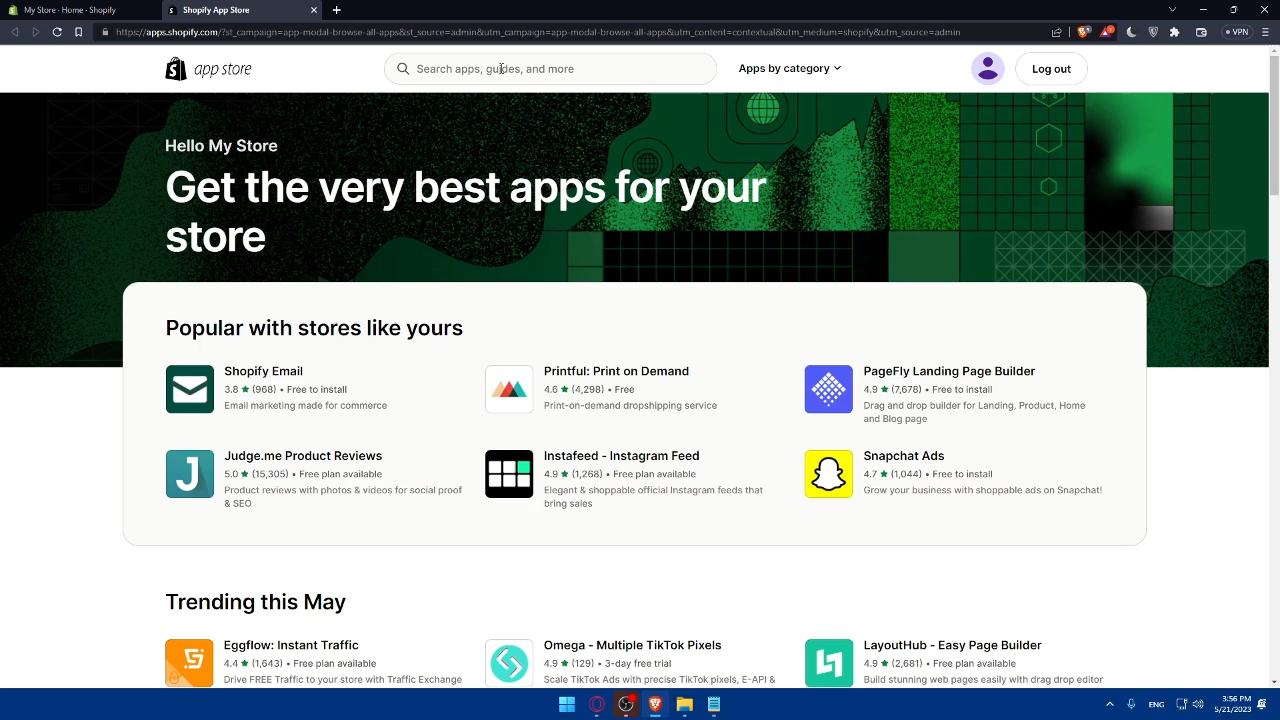 My Store · Home · Shopify
Shopify App Store
https://apps.shopify.com/?st_campaign=app-modal-browse-all-apps&st_source=admin&utm_campaign=app-modal-browse-all-apps&utm_content=contextual&utm_medium=shopify&utm_source=admin
VPN
app store
Search apps, guides, and more
Apps by category
Log out
Hello My Store
Get the very best apps for your
store
Popular with stores like yours
Shopify Email
3.8 ★ (968) • Free to install
Email marketing made for commerce
Printful: Print on Demand
4.6 ★ (4,298) • Free
Print-on-demand dropshipping service
PageFly Landing Page Builder
4.9 ★ (7,678) • Free to install
Drag and drop builder for Landing, Product, Home
and Blog page
Judge.me Product Reviews
5.0 ★ (15,305) • Free plan available
Product reviews with photos & videos for social proof
& SEO
Instafeed - Instagram Feed
4.9 ★ (1,268) • Free plan available
Elegant & shoppable official Instagram feeds that
bring sales
Snapchat Ads
4.7 ★ (1,044) • Free to install
Grow your business with shoppable ads on Snapchat!
Trending this May
Eggflow: Instant Traffic
4.4 ★ (1,643) • Free plan available
Drive FREE Traffic to your store with Traffic Exchange
Omega - Multiple TikTok Pixels
4.9 ★ (129) • 3-day free trial
Scale TikTok Ads with precise TikTok pixels, E-API &
LayoutHub - Easy Page Builder
4.9 ★ (2,681) • Free plan available
Build stunning web pages easily with drag drop editor
ENG
3:56 PM
5/21/2023